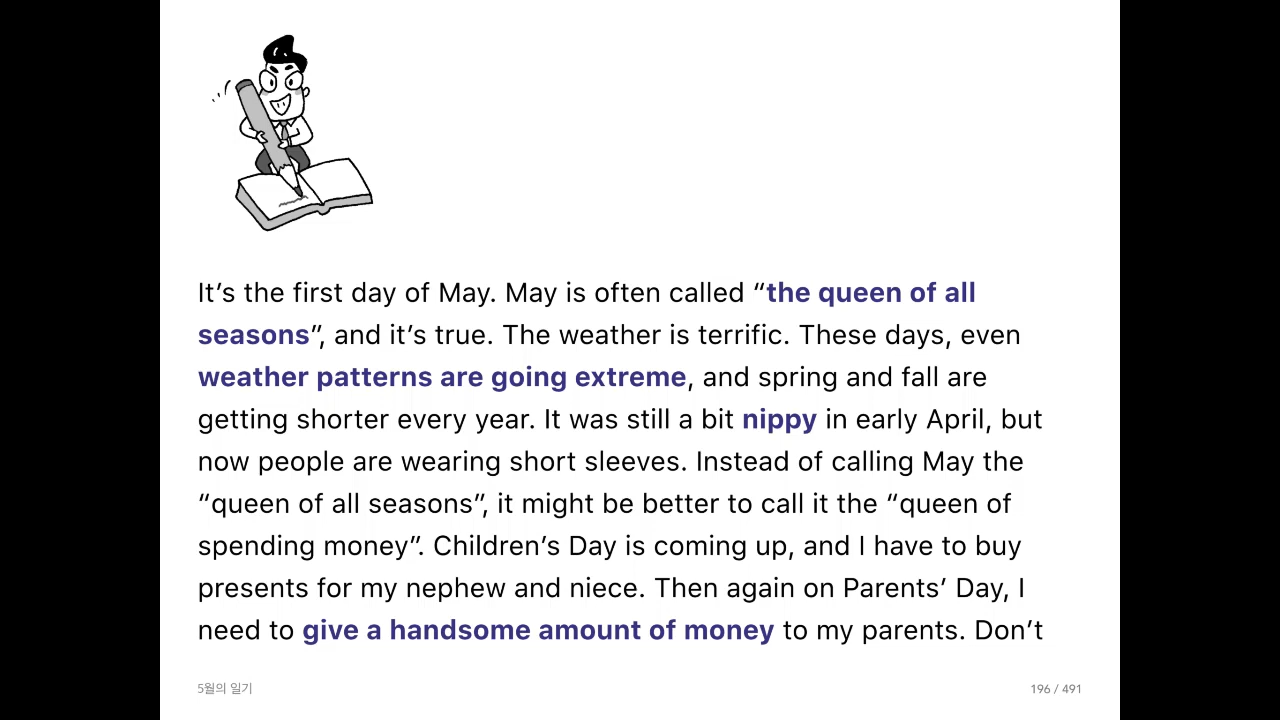 It’s the first day of May. May is often called “the queen of all
seasons”, and it’s true. The weather is terrific. These days, even
weather patterns are going extreme, and spring and fall are
getting shorter every year. It was still a bit nippy in early April, but
now people are wearing short sleeves. Instead of calling May the
“queen of all seasons”, it might be better to call it the “queen of
spending money”. Children’s Day is coming up, and I have to buy
presents for my nephew and niece. Then again on Parents’ Day, I
need to give a handsome amount of money to my parents. Don’t
5월의 일기
196 / 491